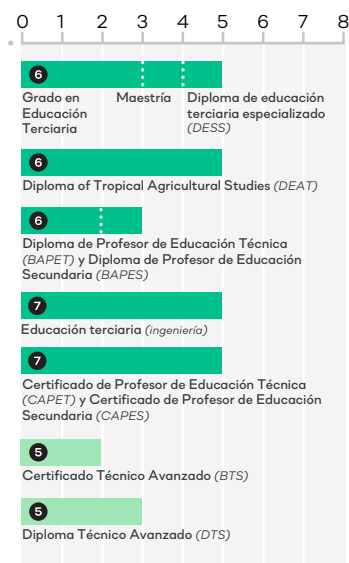 0 1 2 3 4 5 6 7 8
6
Grado en
Educación
Terciaria
Maestría
Diploma de educación
terciaria especializado
(DESS)
6
Diploma of Tropical Agricultural Studies (DEAT)
6
Diploma de Profesor de Educación Técnica
(BAPET) y Diploma de Profesor de Educación
Secundaria (BAPES)
7
Educación terciaria (ingeniería)
7
Certificado de Profesor de Educación Técnica
(CAPET) y Certificado de Profesor de Educación
Secundaria (CAPES)
5
Certificado Técnico Avanzado (BTS)
5
Diploma Técnico Avanzado (DTS)